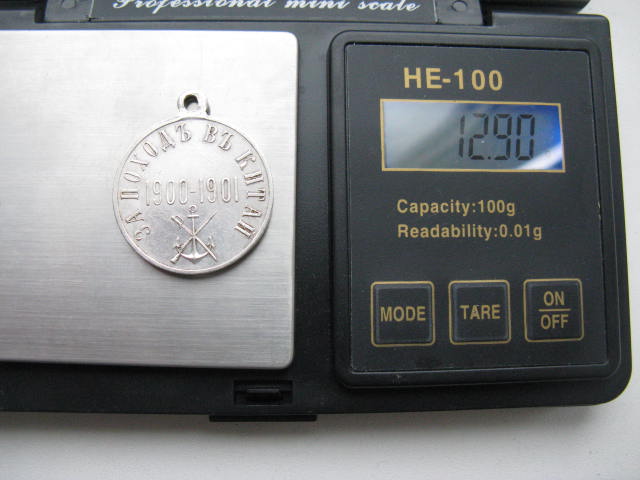 Professional mini scale
HE-100
12.90
Capacity:100g
Readability:0.01g
MODE
TARE
ON
OFF
ЗА ПОХОДЪ ВЪ КИТАЙ
1900-1901